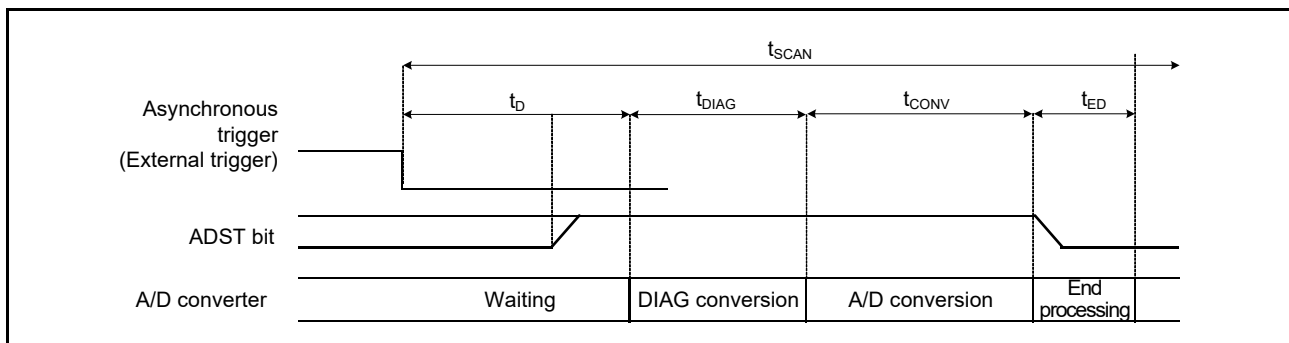 tSCAN
tD
tDIAG
tCONV
tED
Asynchronous
trigger
(External trigger)
ADST bit
A/D converter
Waiting
DIAG conversion
A/D conversion
End
processing